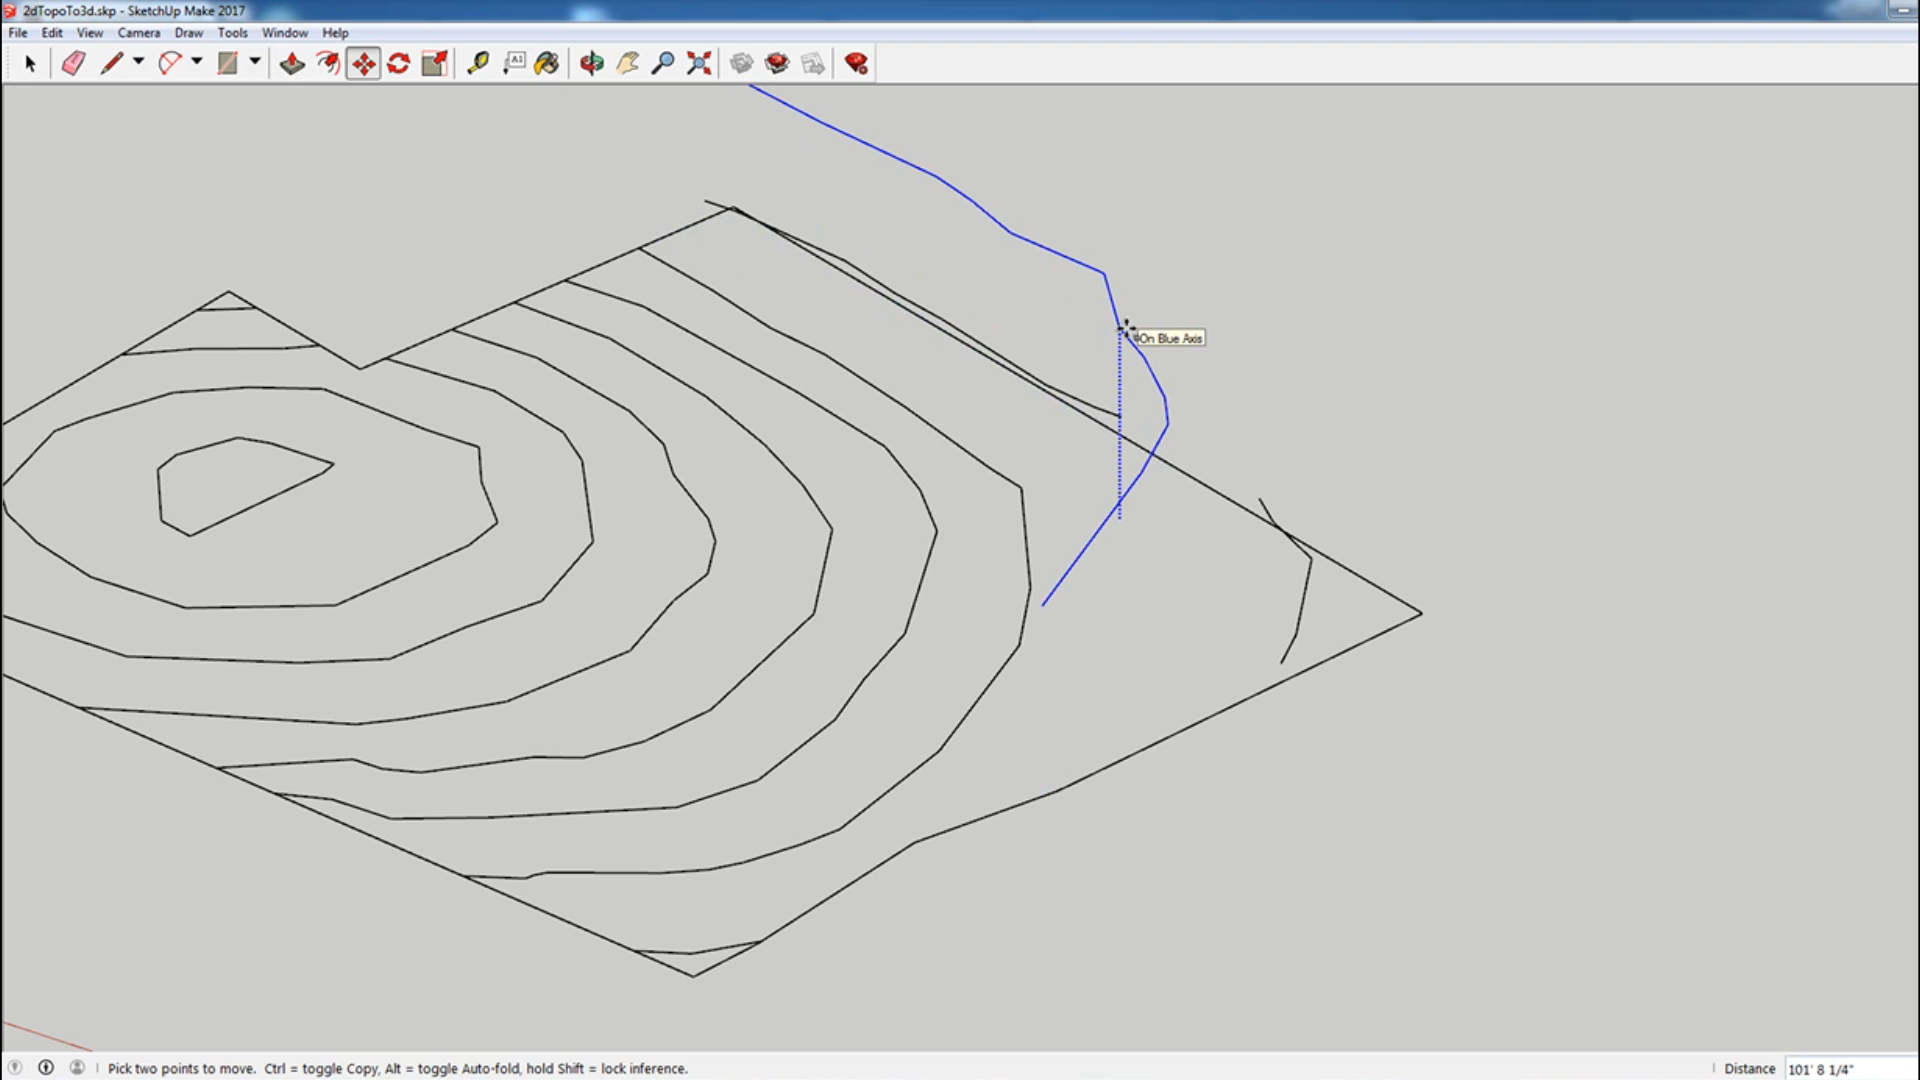 2dTopoTo3d.skp - SketchUp Make 2017
File Edit View Camera Draw Tools Window Help
A1
On Blue Axis
Pick two points to move. Ctrl = toggle Copy, Alt = toggle Auto-fold, hold Shift = lock inference.
Distance 101' 8 1/4"